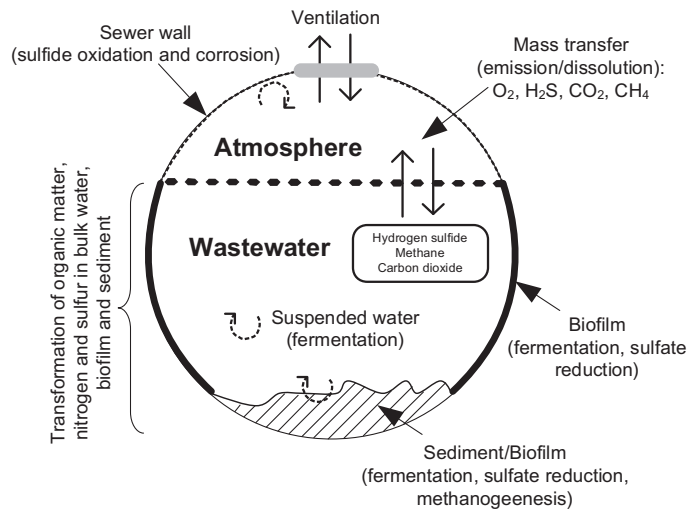 Ventilation
Sewer wall
(sulfide oxidation and corrosion)
Mass transfer
(emission/dissolution):
O₂, H₂S, CO₂, CH₄
Atmosphere
Wastewater
Hydrogen sulfide
Methane
Carbon dioxide
Transformation of organic matter,
nitrogen and sulfur in bulk water,
biofilm and sediment
Suspended water
(fermentation)
Biofilm
(fermentation, sulfate
reduction)
Sediment/Biofilm
(fermentation, sulfate reduction,
methanogeenesis)